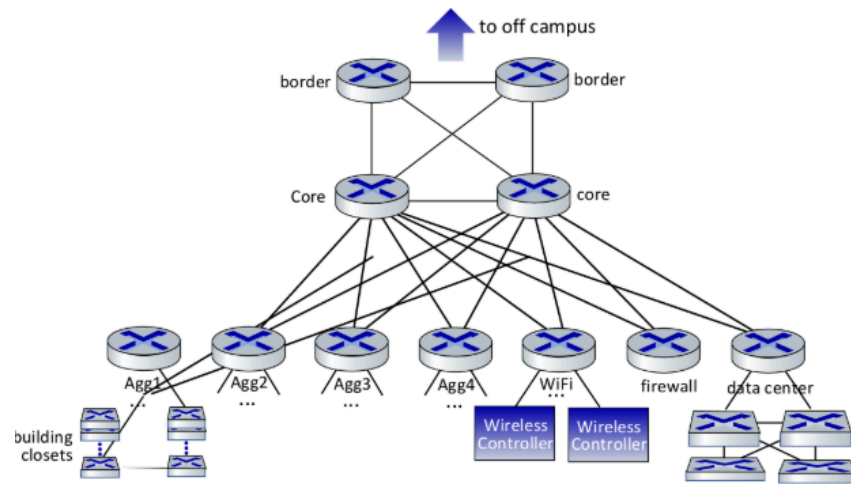 to off campus
border
border
Core
core
Agg1
Agg2
Agg3
Agg4
WiFi
firewall
data center
...
...
...
...
...
building
closets
Wireless
Controller
Wireless
Controller